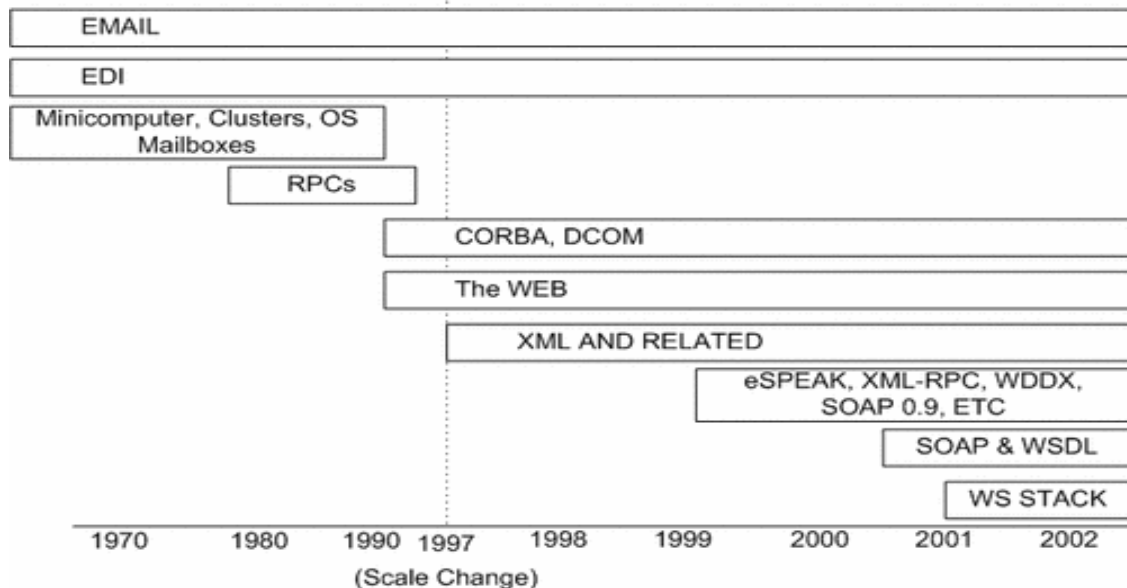 EMAIL
EDI
Minicomputer, Clusters, OS
Mailboxes
RPCs
CORBA, DCOM
The WEB
XML AND RELATED
eSPEAK, XML-RPC, WDDX,
SOAP 0.9, ETC
SOAP & WSDL
WS STACK
1970 1980 1990 1997 1998 1999 2000 2001 2002
(Scale Change)